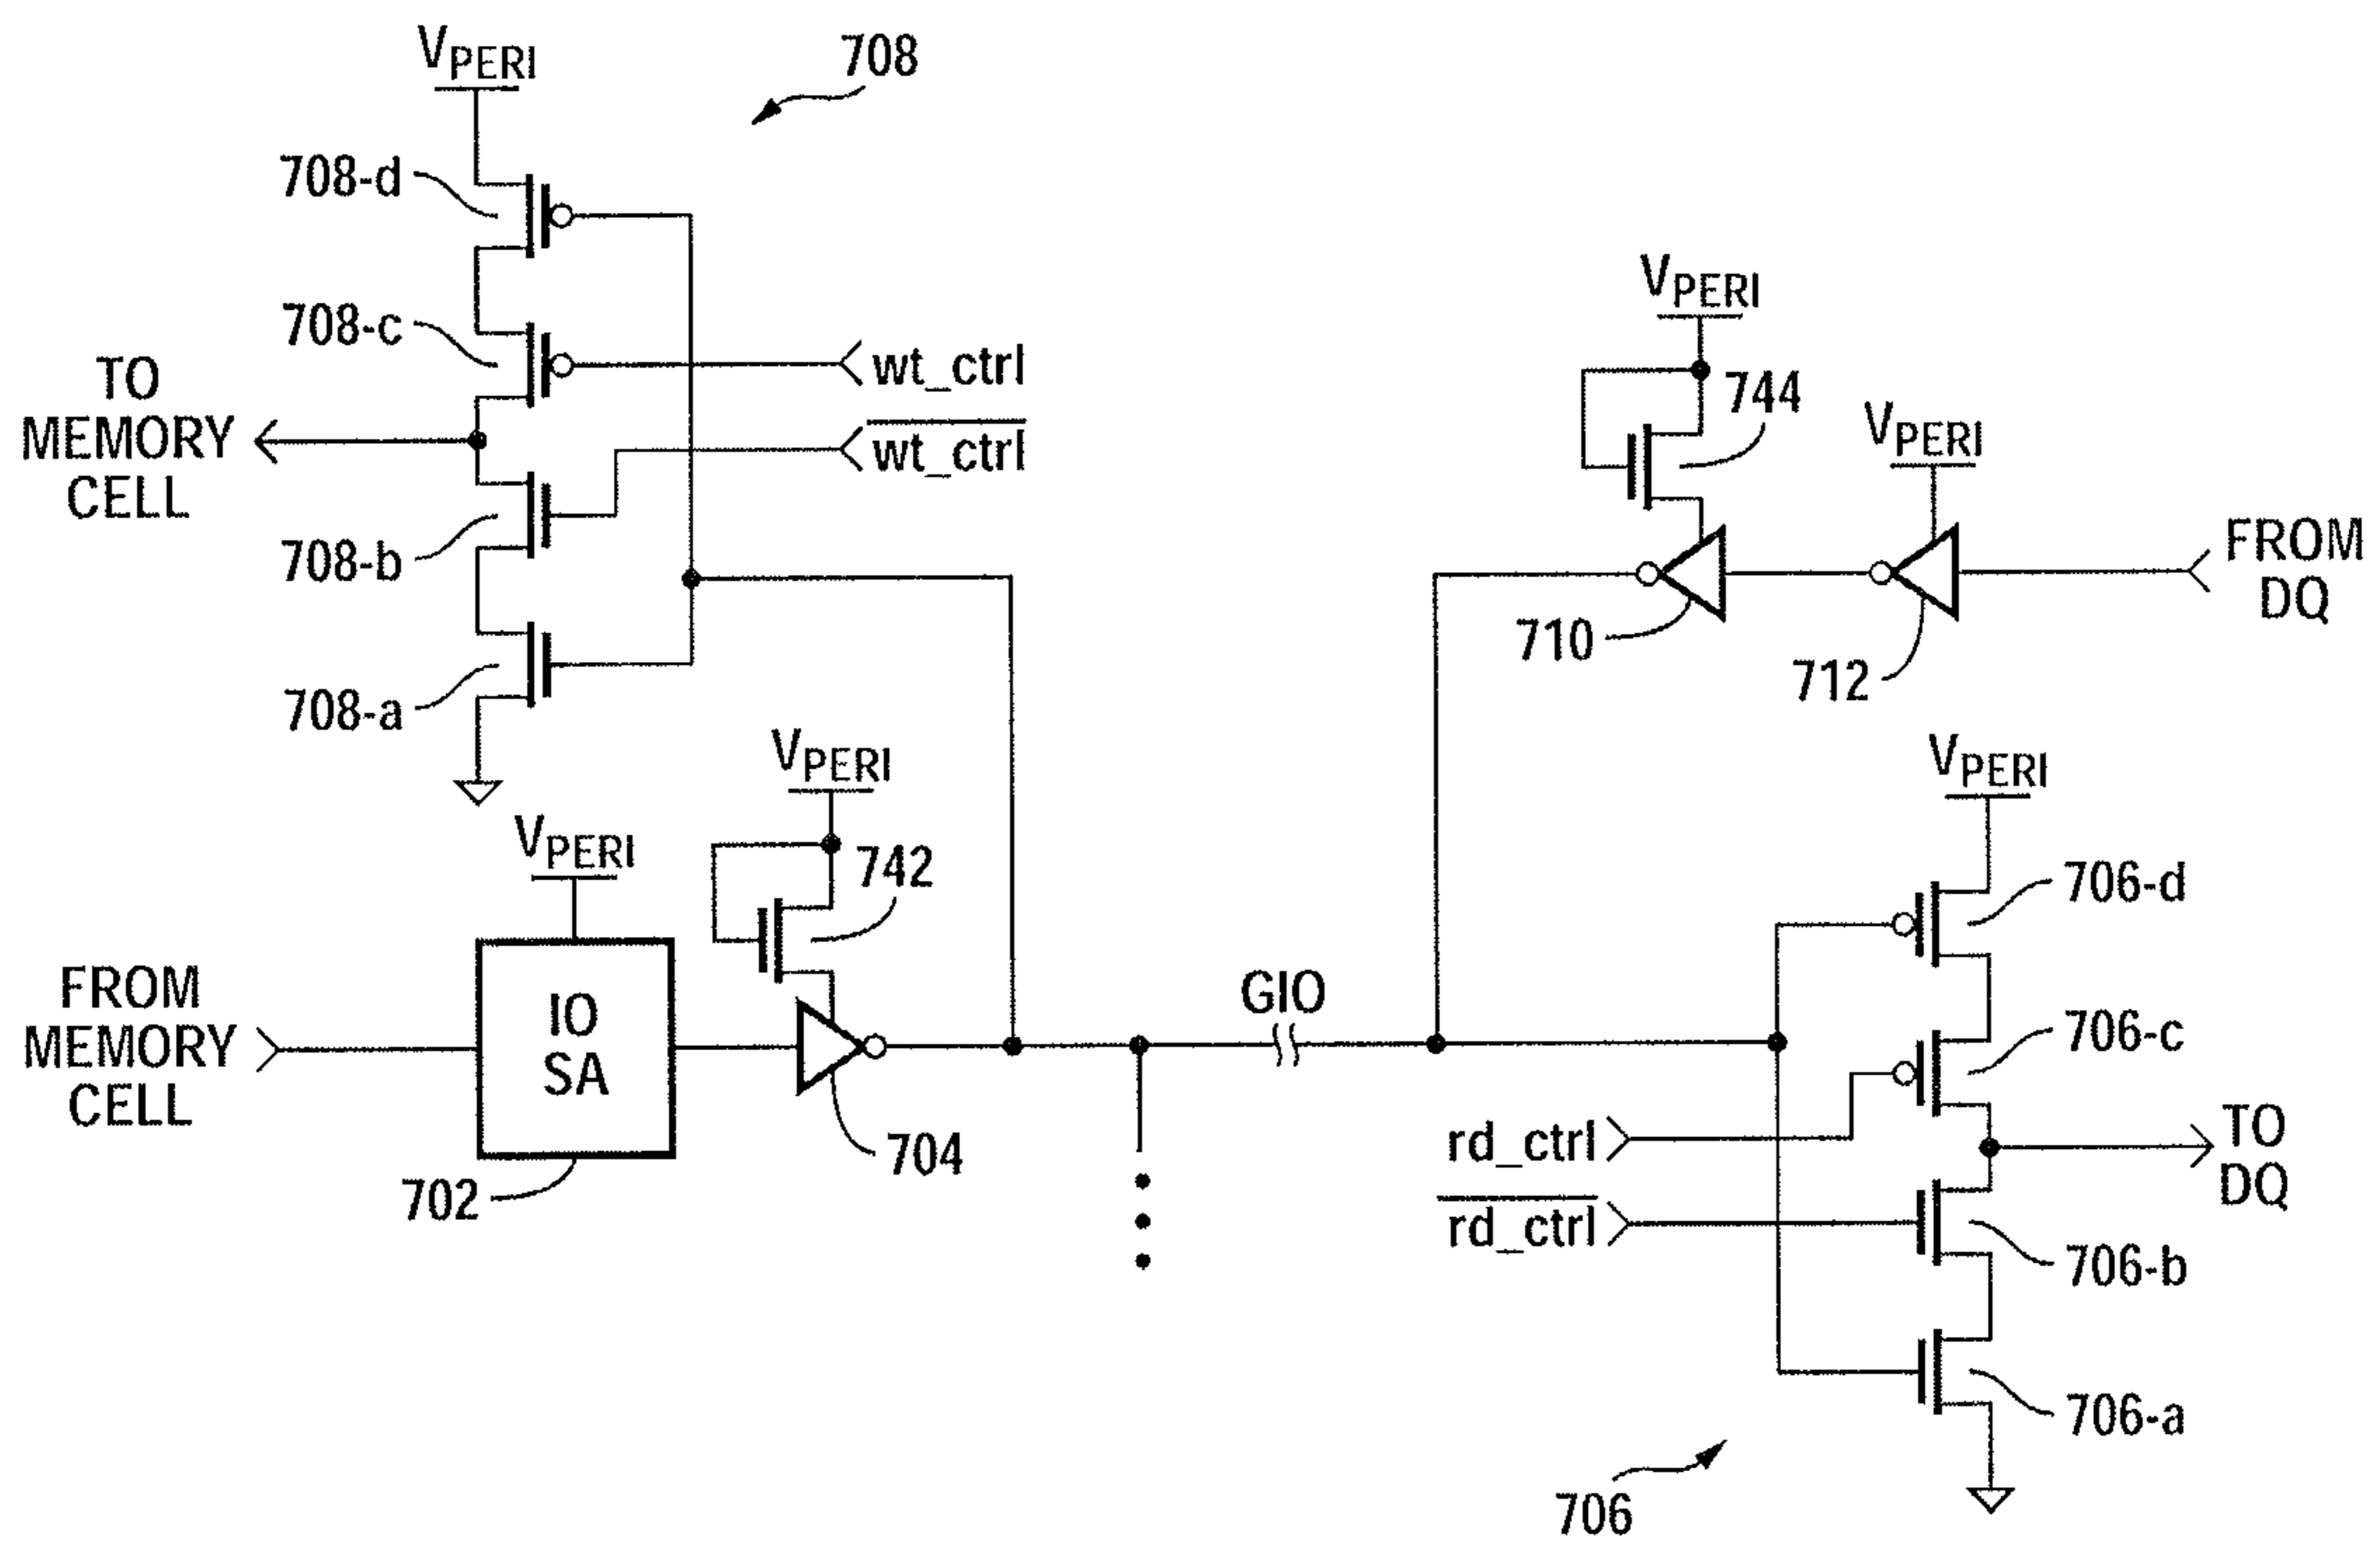 VPERI
708
708-d
708-c
TO
MEMORY
CELL
wt_ctrl
wt_ctrl
708-b
708-a
VPERI
744
VPERI
FROM
DQ
710
712
VPERI
742
VPERI
FROM
MEMORY
CELL
IO
SA
702
704
GIO
VPERI
706-d
706-c
rd_ctrl
rd_ctrl
TO
DQ
706-b
706-a
706